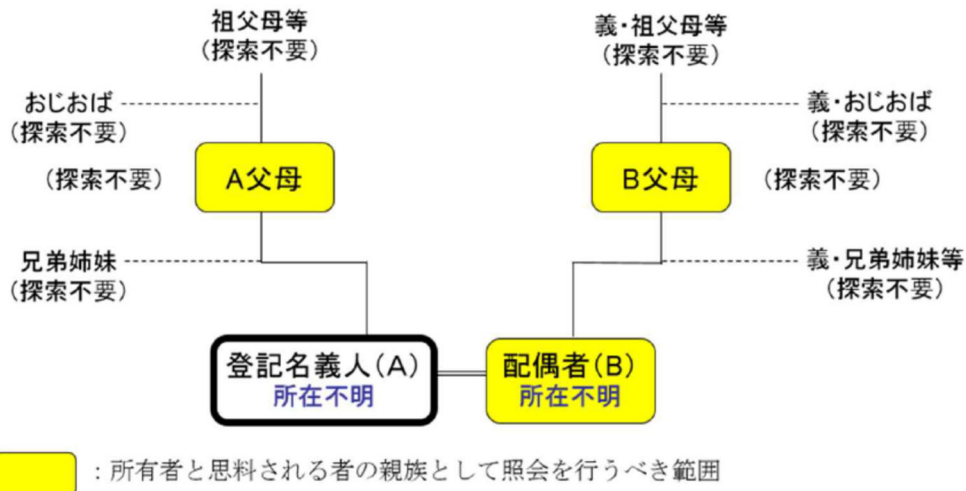 祖父母等
(探索不要)
義・祖父母等
(探索不要)
おじおば
(探索不要)
義・おじおば
(探索不要)
(探索不要)
A父母
B父母
(探索不要)
兄弟姉妹
(探索不要)
義・兄弟姉妹等
(探索不要)
登記名義人(A)
所在不明
配偶者(B)
所在不明
：所有者と思料される者の親族として照会を行うべき範囲